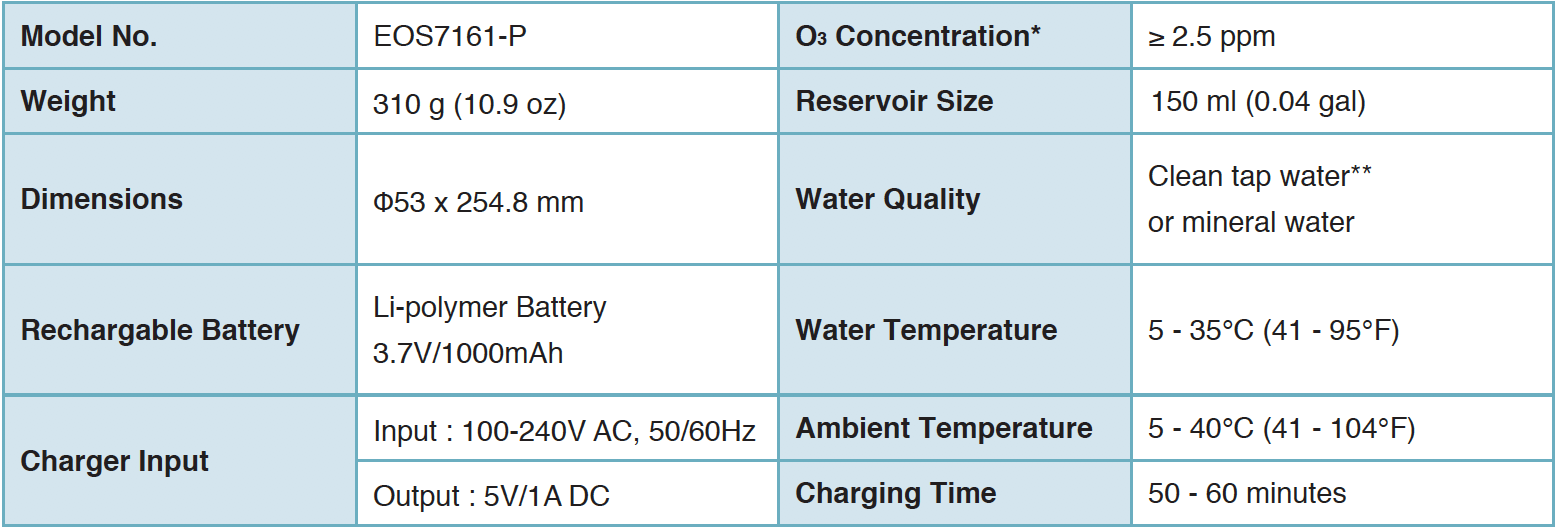 Model No.
EOS7161-P
O₃ Concentration*
≥ 2.5 ppm
Weight
310 g (10.9 oz)
Reservoir Size
150 ml (0.04 gal)
Dimensions
Φ53 x 254.8 mm
Water Quality
Clean tap water**
or mineral water
Rechargable Battery
Li-polymer Battery
3.7V/1000mAh
Water Temperature
5 - 35°C (41 - 95°F)
Charger Input
Input : 100-240V AC, 50/60Hz
Output : 5V/1A DC
Ambient Temperature
5 - 40°C (41 - 104°F)
Charging Time
50 - 60 minutes